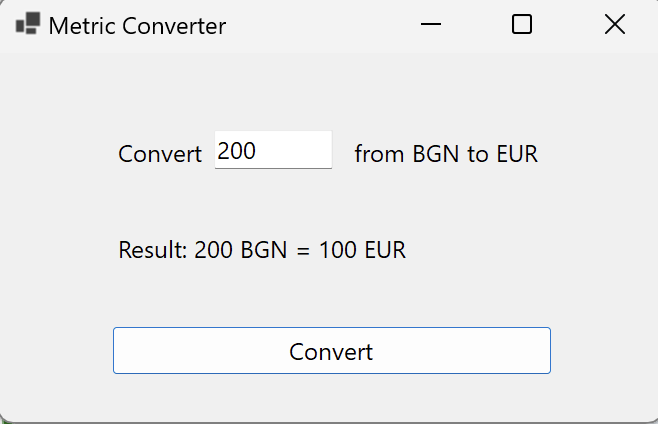 Metric Converter
Convert 200 from BGN to EUR
Result: 200 BGN = 100 EUR
Convert